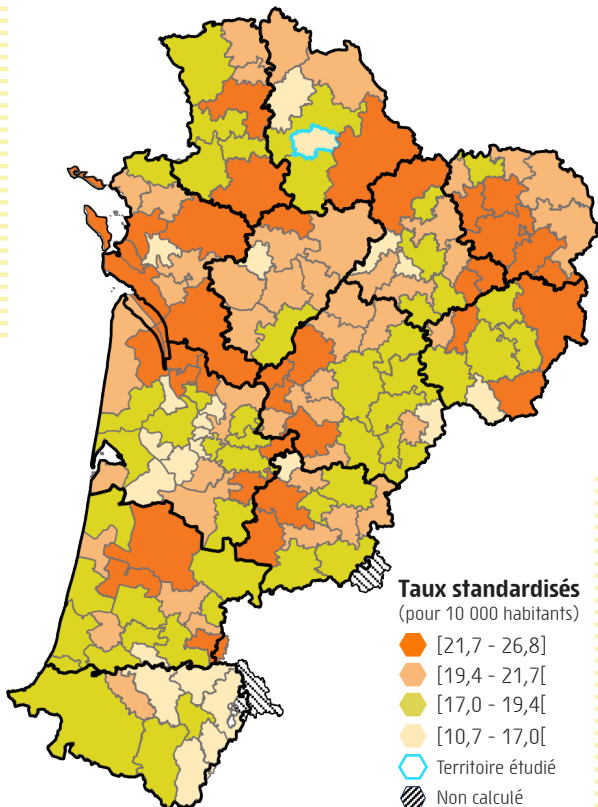 Taux standardisés
(pour 10 000 habitants)
[21,7 - 26,8]
[19,4 - 21,7[
[17,0 - 19,4[
[10,7 - 17,0[
Territoire étudié
Non calculé